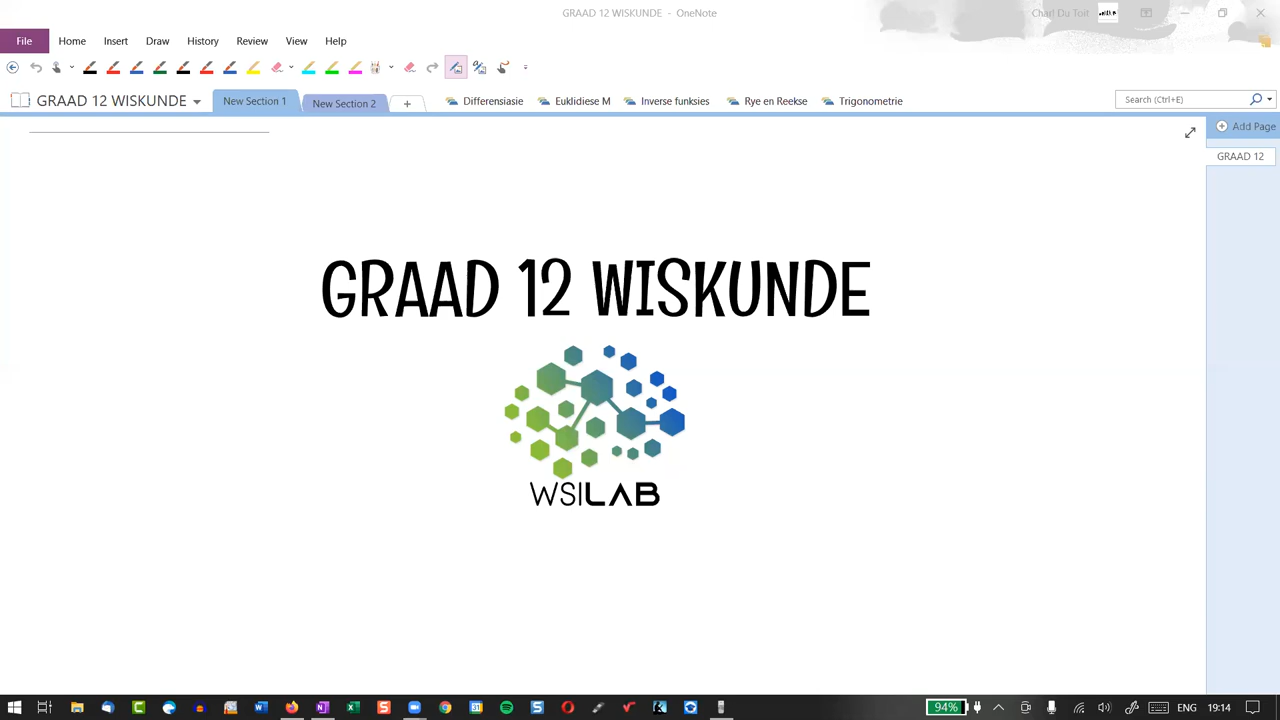 GRAAD 12 WISKUNDE - OneNote
Charl Du Toit
File Home Insert Draw History Review View Help
GRAAD 12 WISKUNDE New Section 1 New Section 2 + Differensiasie Euklidiese M Inverse funksies Rye en Reekse Trigonometrie Search (Ctrl+E)
Add Page
GRAAD 12
GRAAD 12 WISKUNDE
WSILAB
94% ENG 19:14